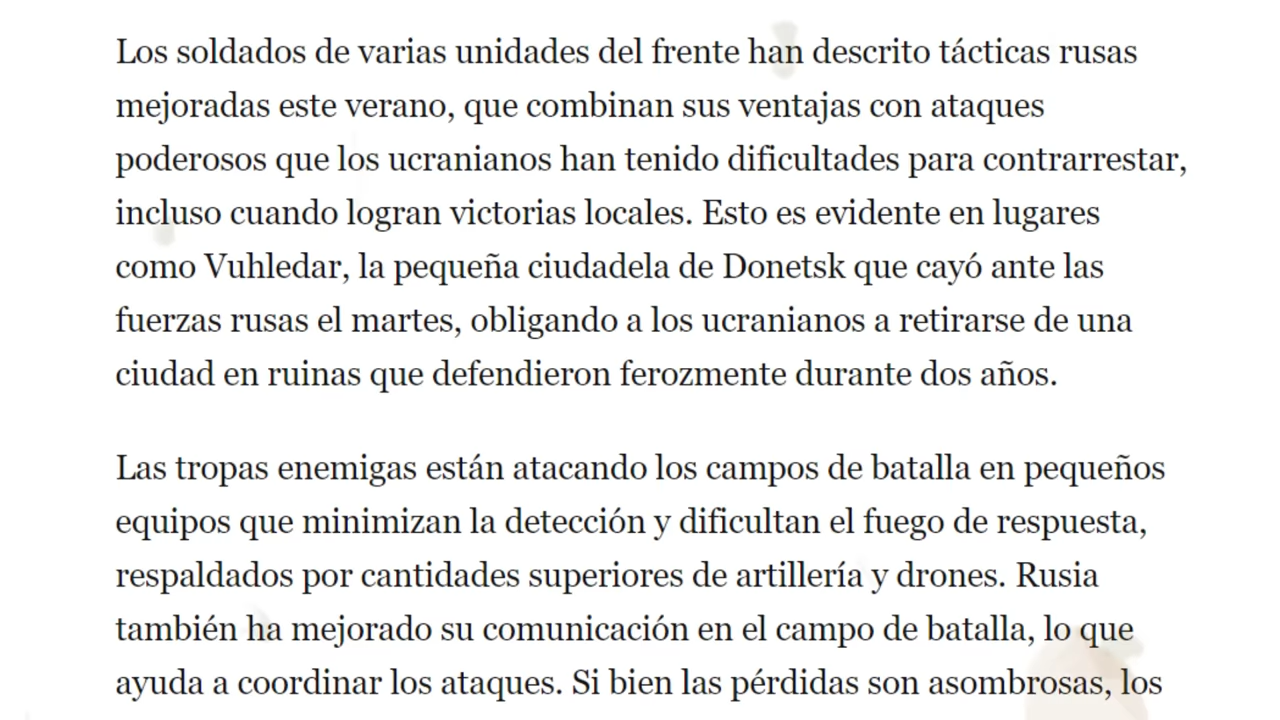 Los soldados de varias unidades del frente han descrito tácticas rusas
mejoradas este verano, que combinan sus ventajas con ataques
poderosos que los ucranianos han tenido dificultades para contrarrestar,
incluso cuando logran victorias locales. Esto es evidente en lugares
como Vuhledar, la pequeña ciudadela de Donetsk que cayó ante las
fuerzas rusas el martes, obligando a los ucranianos a retirarse de una
ciudad en ruinas que defendieron ferozmente durante dos años.
Las tropas enemigas están atacando los campos de batalla en pequeños
equipos que minimizan la detección y dificultan el fuego de respuesta,
respaldados por cantidades superiores de artillería y drones. Rusia
también ha mejorado su comunicación en el campo de batalla, lo que
ayuda a coordinar los ataques. Si bien las pérdidas son asombrosas, los